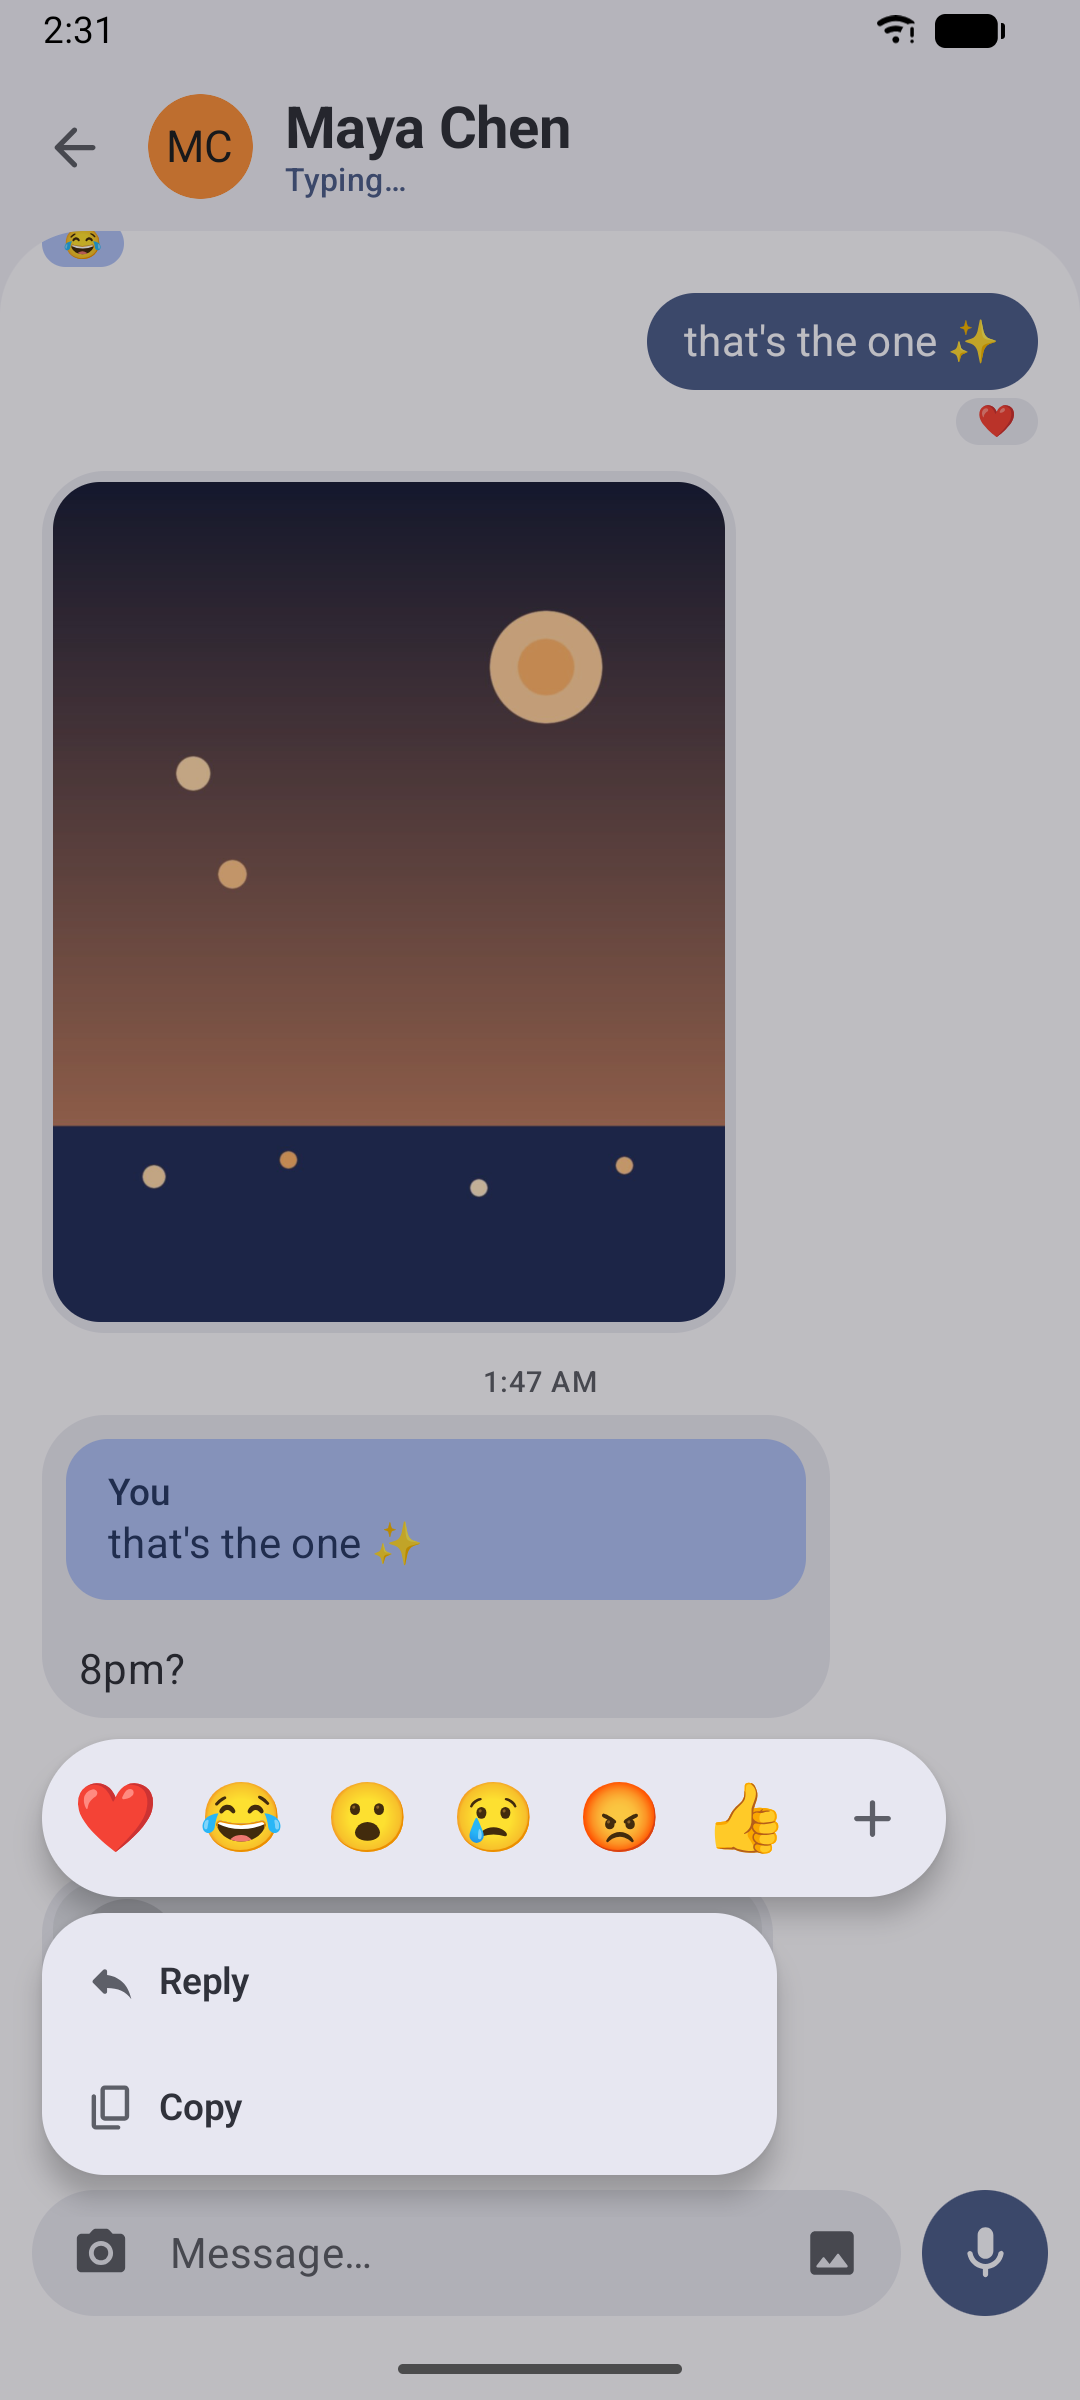 2:31
MC
Maya Chen
Typing...
😂
that's the one ✨
❤️
1:47 AM
You
that's the one ✨
8pm?
❤️ 😂 😮 😢 😡 👍 +
Reply
Copy
Message...